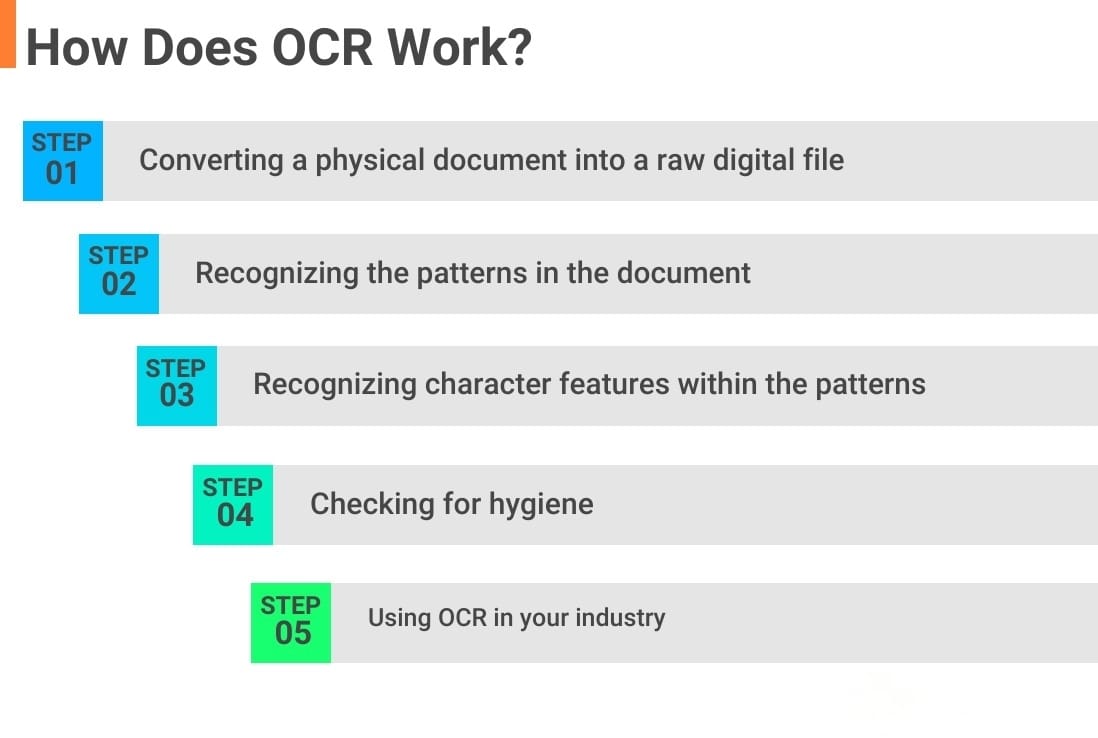 How Does OCR Work?
STEP
01
Converting a physical document into a raw digital file
STEP
02
Recognizing the patterns in the document
STEP
03
Recognizing character features within the patterns
STEP
04
Checking for hygiene
STEP
05
Using OCR in your industry